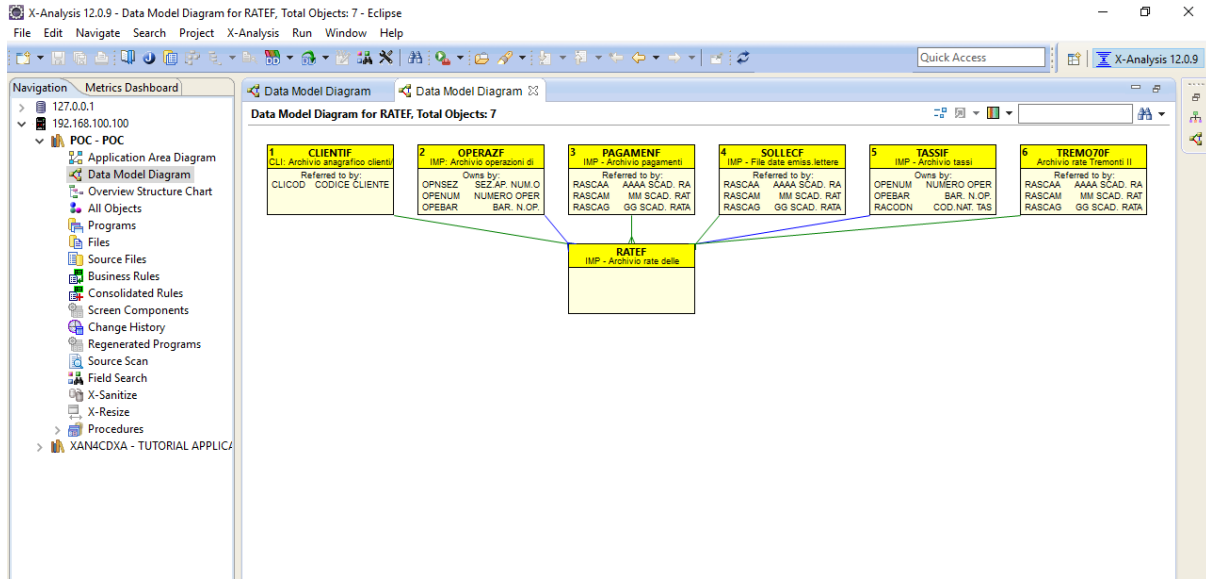 X-Analysis 12.0.9 - Data Model Diagram for RATEF, Total Objects: 7 - Eclipse
File Edit Navigate Search Project X-Analysis Run Window Help
Quick Access
X-Analysis 12.0.9
Navigation Metrics Dashboard
127.0.0.1
192.168.100.100
POC - POC
Application Area Diagram
Data Model Diagram
Overview Structure Chart
All Objects
Programs
Files
Source Files
Business Rules
Consolidated Rules
Screen Components
Change History
Regenerated Programs
Source Scan
Field Search
X-Sanitize
X-Resize
Procedures
XAN4CDXA - TUTORIAL APPLICA
Data Model Diagram Data Model Diagram
Data Model Diagram for RATEF, Total Objects: 7
1 CLIENTIF
CLI: Archivio anagrafico clienti/
Referred to by:
CLICOD CODICE CLIENTE
2 OPERAZF
IMP: Archivio operazioni di
Owns by:
OPNSEZ SEZ.AP. NUM.O
OPENUM NUMERO OPER
OPEBAR BAR. N.OP.
3 PAGAMENF
IMP - Archivio pagamenti
Referred to by:
RASCAA AAAA SCAD. RA
RASCAM MM SCAD. RAT
RASCAG GG SCAD. RATA
4 SOLLECF
IMP - File date emiss.lettere
Referred to by:
RASCAA AAAA SCAD. RA
RASCAM MM SCAD. RAT
RASCAG GG SCAD. RATA
5 TASSIF
IMP - Archivio tassi
Owns by:
OPENUM NUMERO OPER
OPEBAR BAR. N.OP.
RACODN COD.NAT. TAS
6 TREMO70F
Archivio rate Tremonti II
Referred to by:
RASCAA AAAA SCAD. RA
RASCAM MM SCAD. RAT
RASCAG GG SCAD. RATA
RATEF
IMP - Archivio rate delle